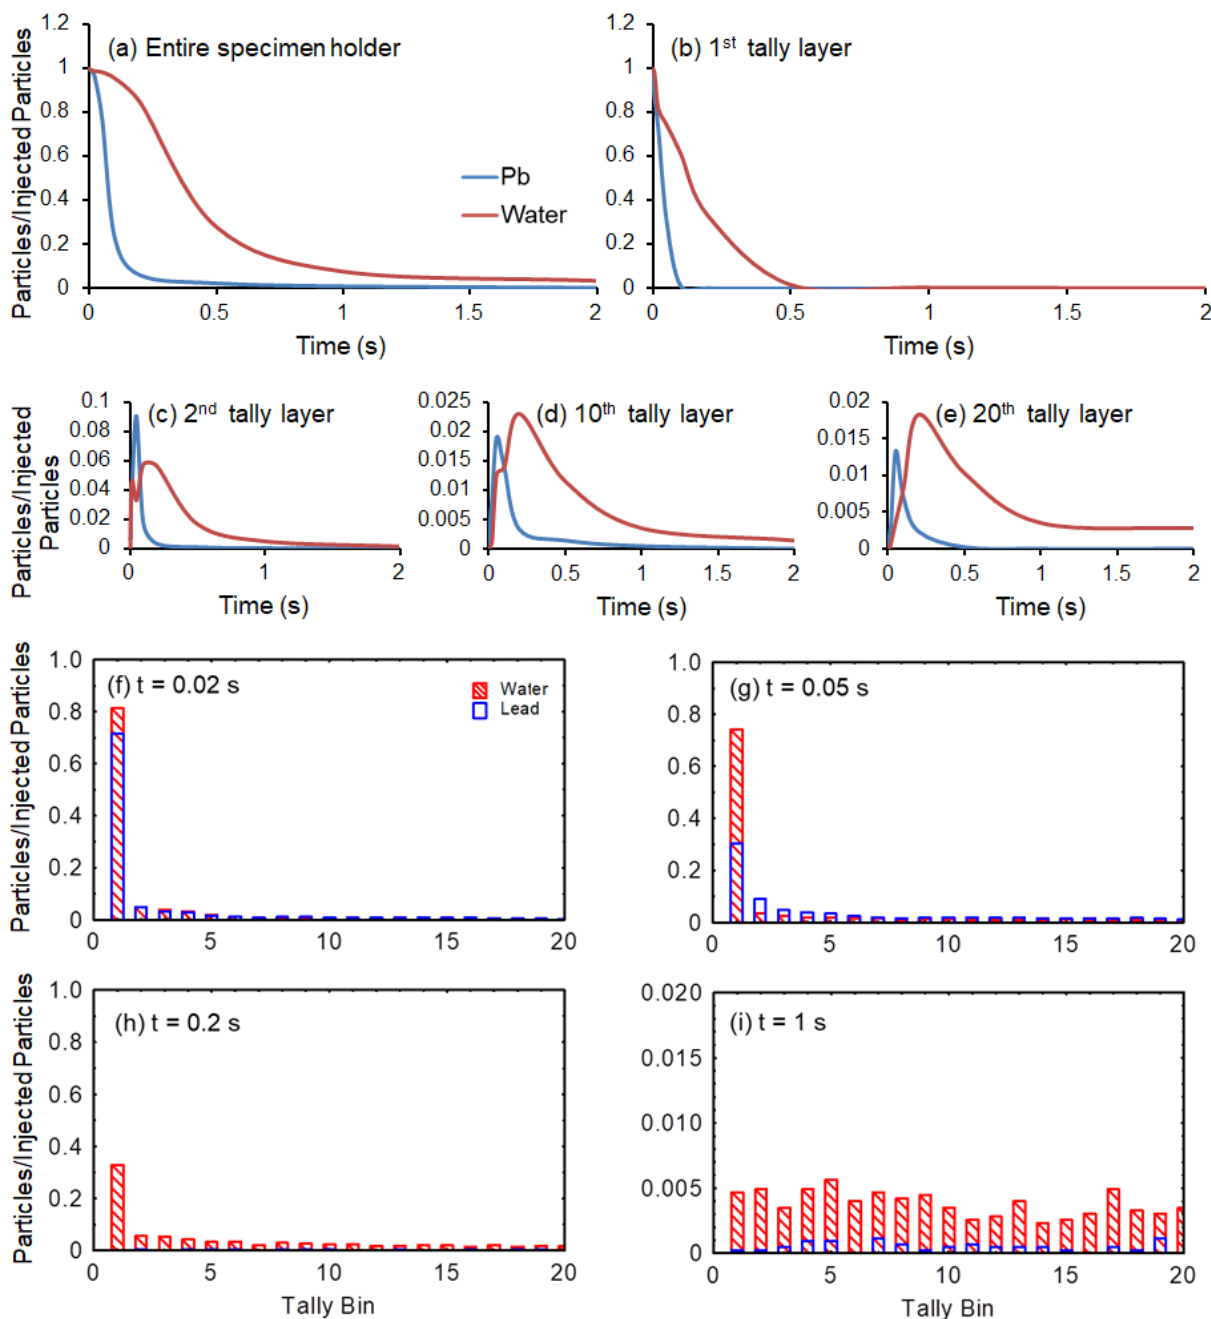 Particles/Injected Particles
1.2
1
0.8
0.6
0.4
0.2
0
(a) Entire specimen holder
Pb
Water
0 0.5 1 1.5 2
Time (s)
1.2
1
0.8
0.6
0.4
0.2
0
(b) 1st tally layer
0 0.5 1 1.5 2
Time (s)
Particles/Injected
Particles
0.1
0.08
0.06
0.04
0.02
0
(c) 2nd tally layer
0 1 2
Time (s)
0.025
0.02
0.015
0.01
0.005
0
(d) 10th tally layer
0 0.5 1 1.5 2
Time (s)
0.02
0.015
0.01
0.005
0
(e) 20th tally layer
0 0.5 1 1.5 2
Time (s)
Particles/Injected Particles
1.0
0.8
0.6
0.4
0.2
0
(f) t = 0.02 s
Water
Lead
0 5 10 15 20
1.0
0.8
0.6
0.4
0.2
0
(g) t = 0.05 s
0 5 10 15 20
Particles/Injected Particles
1.0
0.8
0.6
0.4
0.2
0
(h) t = 0.2 s
0 5 10 15 20
Tally Bin
0.020
0.015
0.010
0.005
0.000
(i) t = 1 s
0 5 10 15 20
Tally Bin